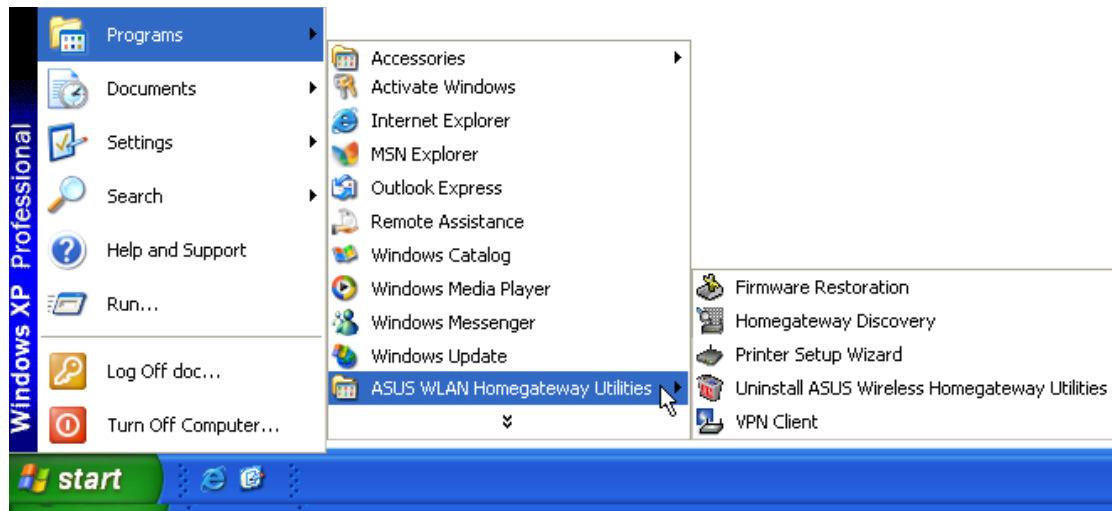 Windows XP Professional
Programs
Documents
Settings
Search
Help and Support
Run...
Log Off doc...
Turn Off Computer...
Accessories
Activate Windows
Internet Explorer
MSN Explorer
Outlook Express
Remote Assistance
Windows Catalog
Windows Media Player
Windows Messenger
Windows Update
ASUS WLAN Homegateway Utilities
Firmware Restoration
Homegateway Discovery
Printer Setup Wizard
Uninstall ASUS Wireless Homegateway Utilities
VPN Client
start